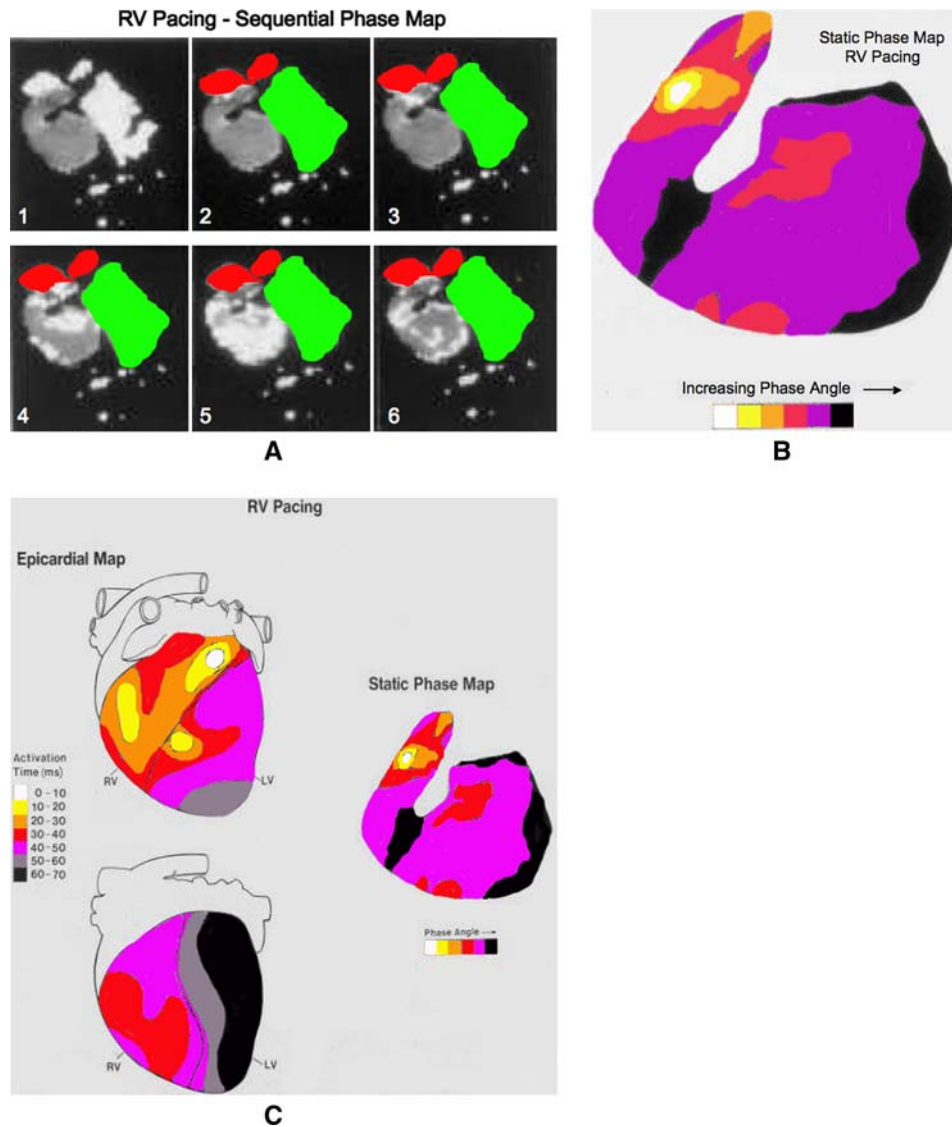 RV Pacing - Sequential Phase Map
1
2
3
4
5
6
A
Static Phase Map
RV Pacing
Increasing Phase Angle →
B
RV Pacing
Epicardial Map
Activation
Time (ms)
0-10
10-20
20-30
30-40
40-50
50-60
60-70
RV
LV
RV
LV
Static Phase Map
Phase Angle →
C